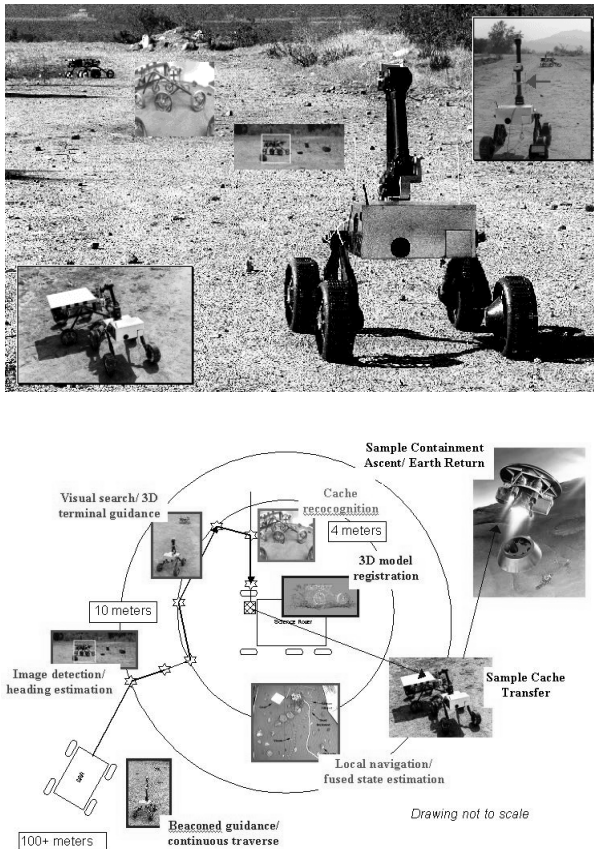 Sample Containment
Ascent/ Earth Return
Visual search/ 3D
terminal guidance
Cache
recocognition
4 meters
3D model
registration
10 meters
Science Rover
Image detection/
heading estimation
Sample Cache
Transfer
Local navigation/
fused state estimation
Drawing not to scale
Beaconed guidance/
continuous traverse
100+ meters